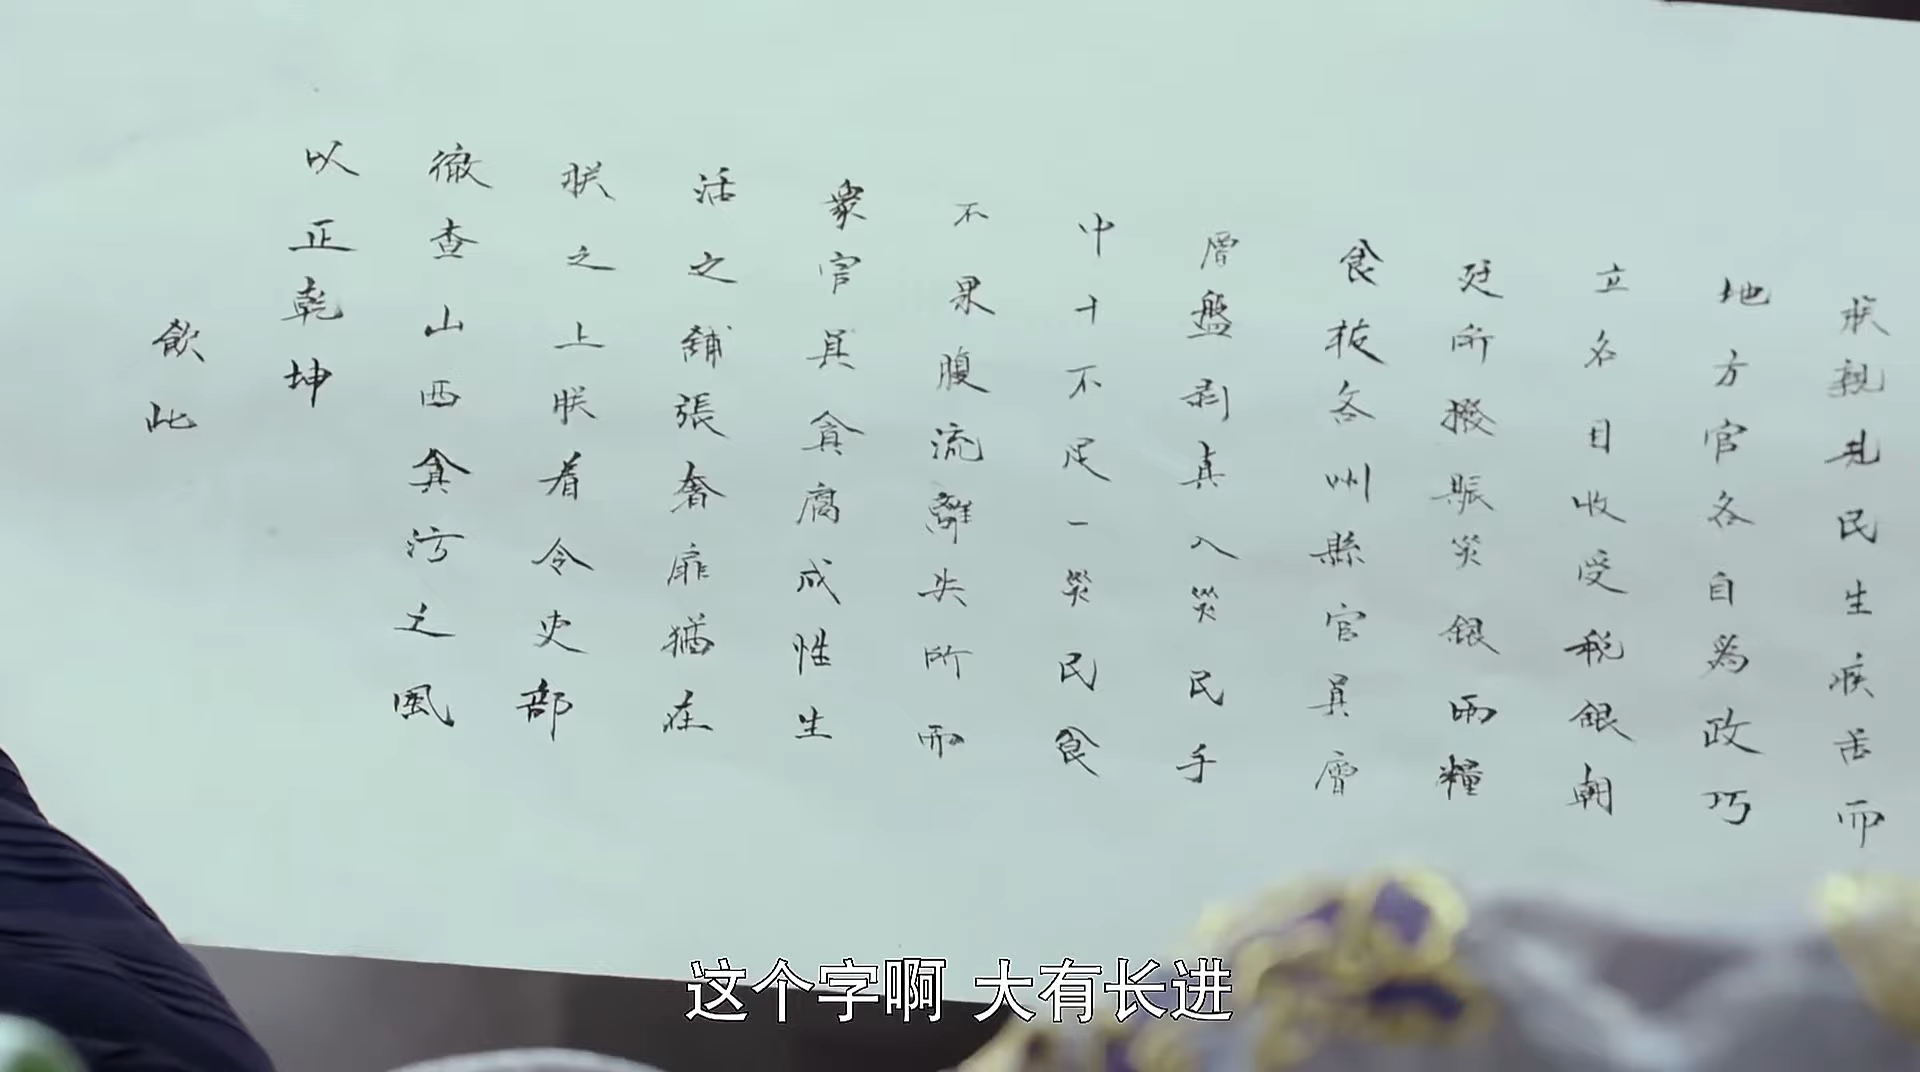 朕親見民生疾苦而
地方官各自為政巧
立名目收受稅銀朝
廷所撥賑災銀兩糧
食被各州縣官員層
層盤剥真入災民手
中十不足一災民食
不果腹流離失所而
眾官員貪腐成性生
活之鋪張奢靡猶在
朕之上朕着令吏部
徹查山西貪污之風
以正乾坤
欽此
这个字啊 大有长进